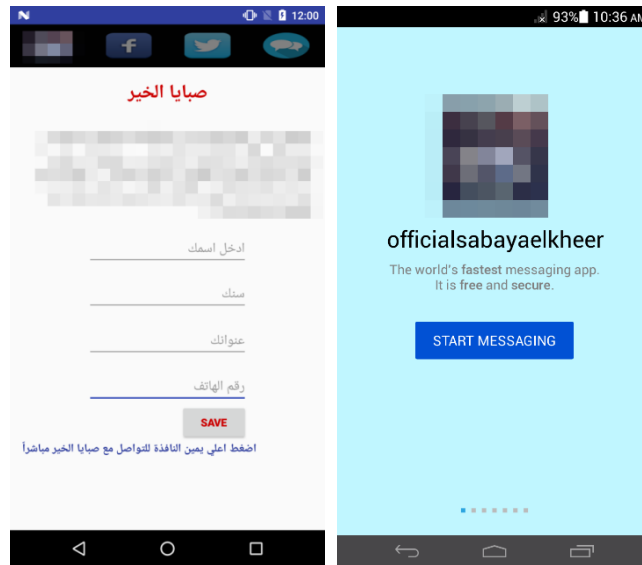 12:00
صبايا الخير
ادخل اسمك
سنك
عنوانك
رقم الهاتف
SAVE
اضغط اعلي يمين النافذة للتواصل مع صبايا الخير مباشراً
93% 10:36 AM
officialsabayaelkheer
The world's fastest messaging app.
It is free and secure.
START MESSAGING